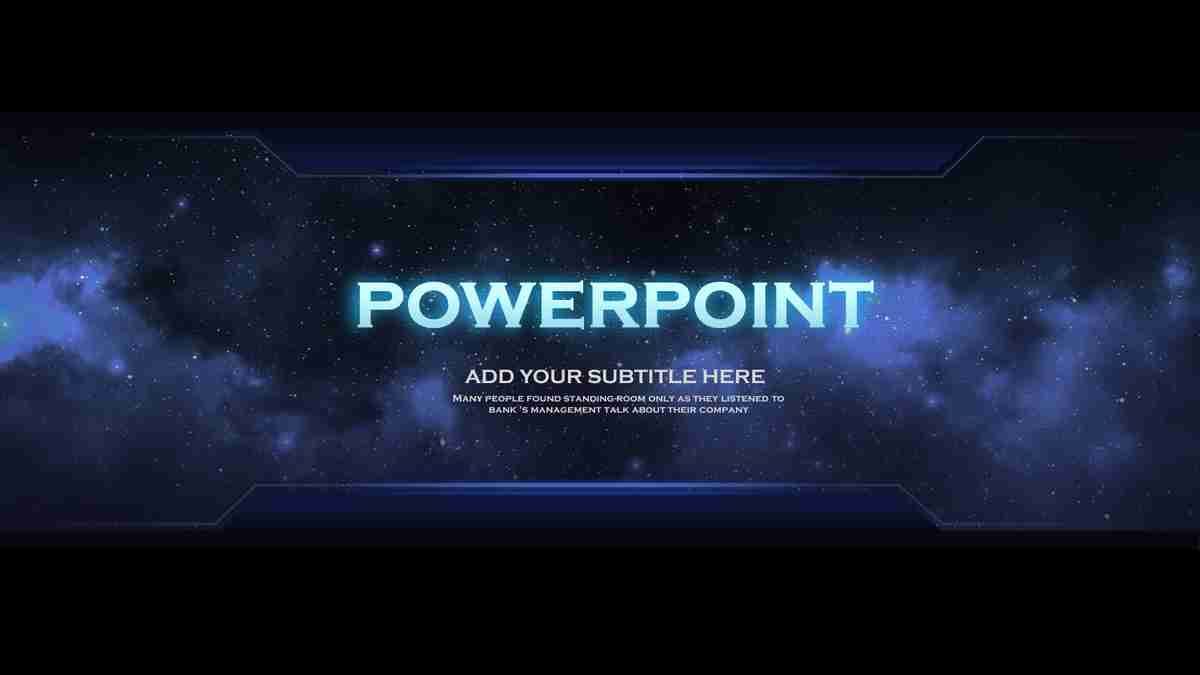 POWERPOINT
ADD YOUR SUBTITLE HERE
MANY PEOPLE FOUND STANDING-ROOM ONLY AS THEY LISTENED TO
BANK 'S MANAGEMENT TALK ABOUT THEIR COMPANY